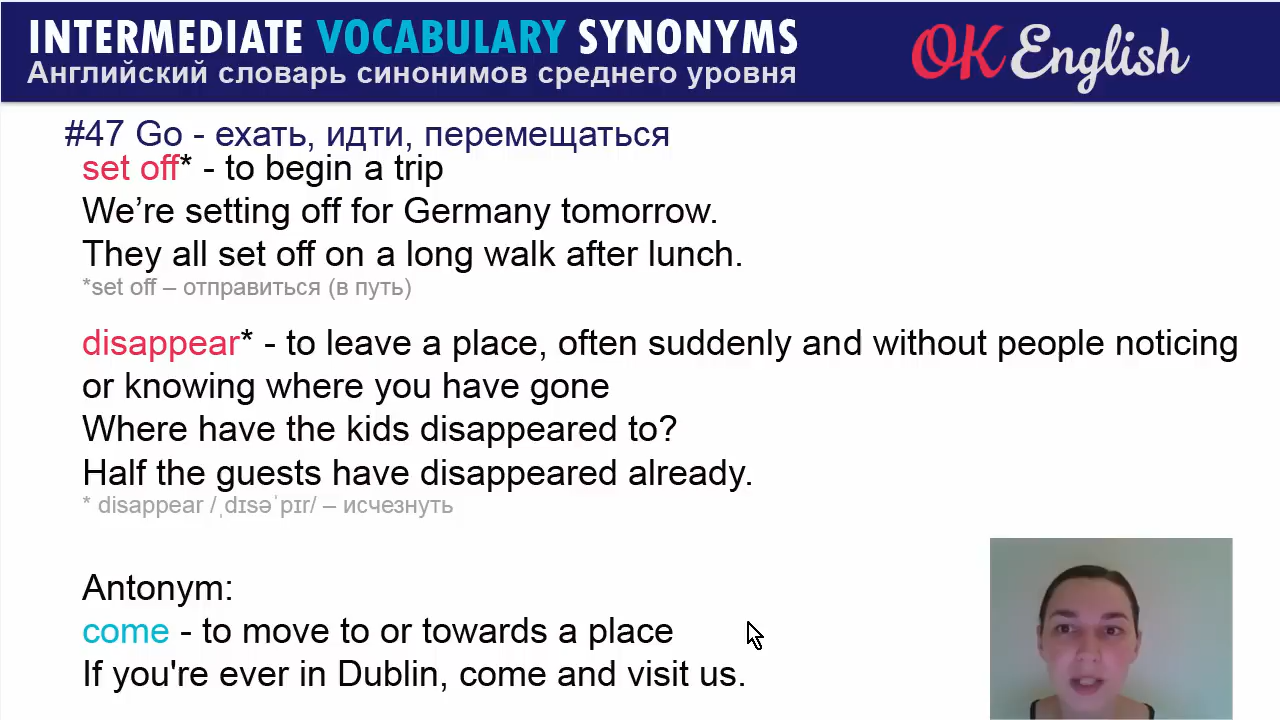 INTERMEDIATE VOCABULARY SYNONYMS
Английский словарь синонимов среднего уровня
OK English
#47 Go - ехать, идти, перемещаться
set off* - to begin a trip
We’re setting off for Germany tomorrow.
They all set off on a long walk after lunch.
*set off – отправиться (в путь)
disappear* - to leave a place, often suddenly and without people noticing
or knowing where you have gone
Where have the kids disappeared to?
Half the guests have disappeared already.
* disappear /ˌdɪsəˈpɪr/ – исчезнуть
Antonym:
come - to move to or towards a place
If you're ever in Dublin, come and visit us.